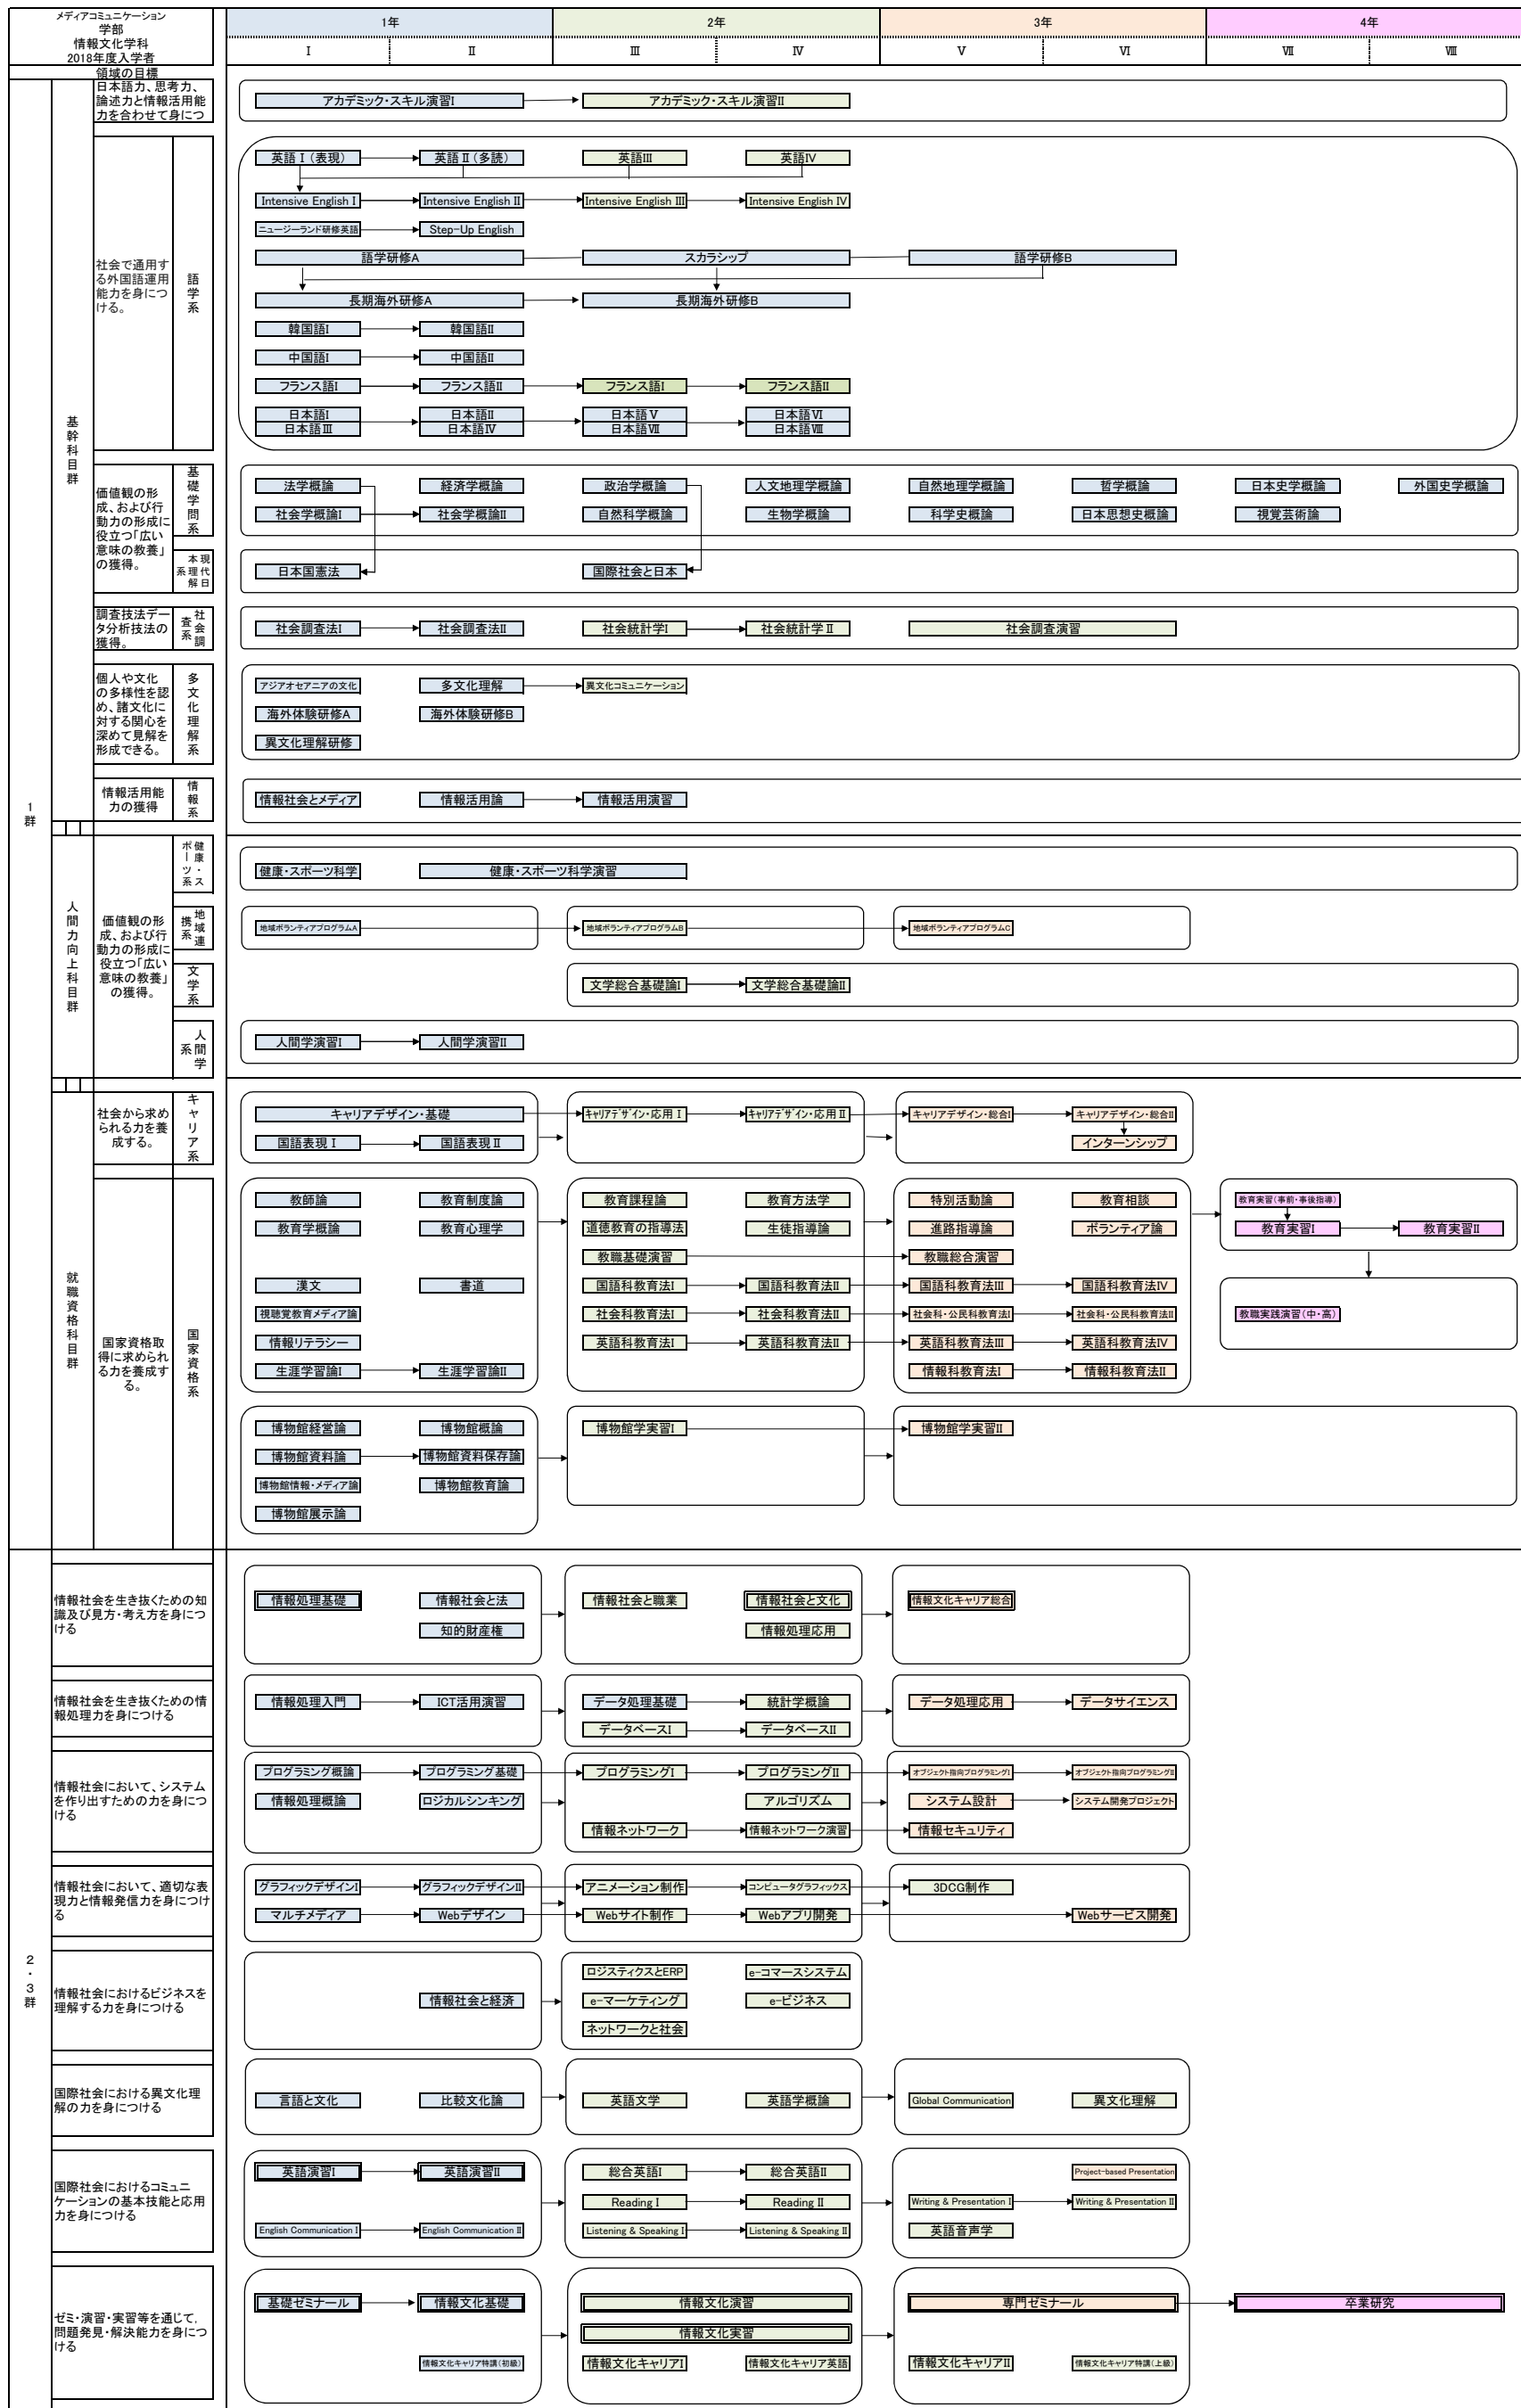 メディアコミュニケーション
学部
情報文化学科
2018年度入学者
1年
2年
3年
4年
Ⅰ
Ⅱ
Ⅲ
Ⅳ
Ⅴ
Ⅵ
Ⅶ
Ⅷ
領域の目標
1
群
基幹科目群
日本語力、思考力、
論述力と情報活用能
力を合わせて身につ
アカデミック・スキル演習I
アカデミック・スキル演習II
社会で通用す
る外国語運用
能力を身につ
ける。
語学系
英語Ⅰ（表現）
英語Ⅱ（多読）
英語III
英語IV
Intensive English I
Intensive English II
Intensive English III
Intensive English IV
ニュージーランド研修英語
Step-Up English
語学研修A
スカラシップ
語学研修B
長期海外研修A
長期海外研修B
韓国語I
韓国語II
中国語I
中国語II
フランス語I
フランス語II
フランス語I
フランス語II
日本語I
日本語II
日本語Ⅴ
日本語Ⅵ
日本語Ⅲ
日本語Ⅳ
日本語Ⅶ
日本語Ⅷ
価値観の形
成、および行
動力の形成に
役立つ「広い
意味の教養」
の獲得。
基礎学問系
法学概論
経済学概論
政治学概論
人文地理学概論
自然地理学概論
哲学概論
日本史学概論
外国史学概論
社会学概論I
社会学概論II
自然科学概論
生物学概論
科学史概論
日本思想史概論
視覚芸術論
現代日本理解系
日本国憲法
国際社会と日本
調査技法デー
タ分析技法の
獲得。
社会調査系
社会調査法I
社会調査法II
社会統計学I
社会統計学Ⅱ
社会調査演習
個人や文化
の多様性を認
め、諸文化に
対する関心を
深めて見解を
形成できる。
多文化理解系
アジアオセアニアの文化
多文化理解
異文化コミュニケーション
海外体験研修A
海外体験研修B
異文化理解研修
情報活用能
力の獲得
情報系
情報社会とメディア
情報活用論
情報活用演習
人間力向上科目群
価値観の形
成、および行
動力の形成に
役立つ「広い
意味の教養」
の獲得。
健康・スポーツ系
健康・スポーツ科学
健康・スポーツ科学演習
地域連携系
地域ボランティアプログラムA
地域ボランティアプログラムB
地域ボランティアプログラムC
文学系
文学総合基礎論I
文学総合基礎論II
人間学系
人間学演習I
人間学演習II
就職資格科目群
社会から求め
られる力を養
成する。
キャリア系
キャリアデザイン・基礎
ｷｬﾘｱﾃﾞｻﾞｲﾝ・応用Ⅰ
ｷｬﾘｱﾃﾞｻﾞｲﾝ・応用Ⅱ
キャリアデザイン・総合I
キャリアデザイン・総合II
国語表現Ⅰ
国語表現Ⅱ
インターンシップ
国家資格取
得に求められ
る力を養成す
る。
国家資格系
教師論
教育制度論
教育課程論
教育方法学
特別活動論
教育相談
教育実習（事前・事後指導）
教育学概論
教育心理学
道徳教育の指導法
生徒指導論
進路指導論
ボランティア論
教育実習I
教育実習II
教職基礎演習
教職総合演習
漢文
書道
国語科教育法I
国語科教育法II
国語科教育法III
国語科教育法IV
視聴覚教育メディア論
社会科教育法I
社会科教育法II
社会科・公民科教育法I
社会科・公民科教育法II
教職実践演習（中・高）
情報リテラシー
英語科教育法I
英語科教育法II
英語科教育法III
英語科教育法IV
生涯学習論I
生涯学習論II
情報科教育法I
情報科教育法II
博物館経営論
博物館概論
博物館学実習I
博物館学実習II
博物館資料論
博物館資料保存論
博物館情報・メディア論
博物館教育論
博物館展示論
2・3群
情報社会を生き抜くための知
識及び見方・考え方を身につ
ける
情報処理基礎
情報社会と法
情報社会と職業
情報社会と文化
情報文化キャリア総合
知的財産権
情報処理応用
情報社会を生き抜くための情
報処理力を身につける
情報処理入門
ICT活用演習
データ処理基礎
統計学概論
データ処理応用
データサイエンス
データベースI
データベースII
情報社会において、システム
を作り出すための力を身につ
ける
プログラミング概論
プログラミング基礎
プログラミングI
プログラミングII
オブジェクト指向プログラミングI
オブジェクト指向プログラミングII
情報処理概論
ロジカルシンキング
アルゴリズム
システム設計
システム開発プロジェクト
情報ネットワーク
情報ネットワーク演習
情報セキュリティ
情報社会において、適切な表
現力と情報発信力を身につけ
る
グラフィックデザインI
グラフィックデザインII
アニメーション制作
コンピュータグラフィックス
3DCG制作
マルチメディア
Webデザイン
Webサイト制作
Webアプリ開発
Webサービス開発
情報社会におけるビジネスを
理解する力を身につける
ロジスティクスとERP
e-コマースシステム
情報社会と経済
e-マーケティング
e-ビジネス
ネットワークと社会
国際社会における異文化理
解の力を身につける
言語と文化
比較文化論
英語文学
英語学概論
Global Communication
異文化理解
国際社会におけるコミュニ
ケーションの基本技能と応用
力を身につける
英語演習I
英語演習II
総合英語I
総合英語II
Project-based Presentation
Reading I
Reading II
Writing & Presentation I
Writing & Presentation II
English Communication I
English Communication II
Listening & Speaking I
Listening & Speaking II
英語音声学
ゼミ・演習・実習等を通じて,
問題発見・解決能力を身につ
ける
基礎ゼミナール
情報文化基礎
情報文化演習
専門ゼミナール
卒業研究
情報文化実習
情報文化キャリア特講（初級）
情報文化キャリアI
情報文化キャリア英語
情報文化キャリアII
情報文化キャリア特講（上級）